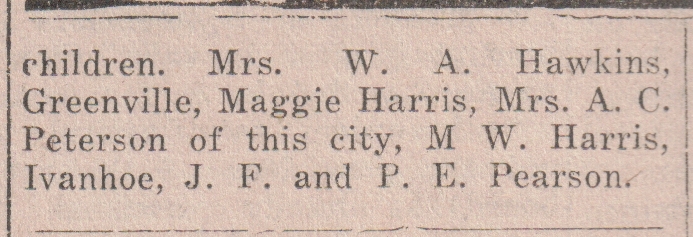 children. Mrs. W. A. Hawkins,
Greenville, Maggie Harris, Mrs. A. C.
Peterson of this city, M W. Harris,
Ivanhoe, J. F. and P. E. Pearson.